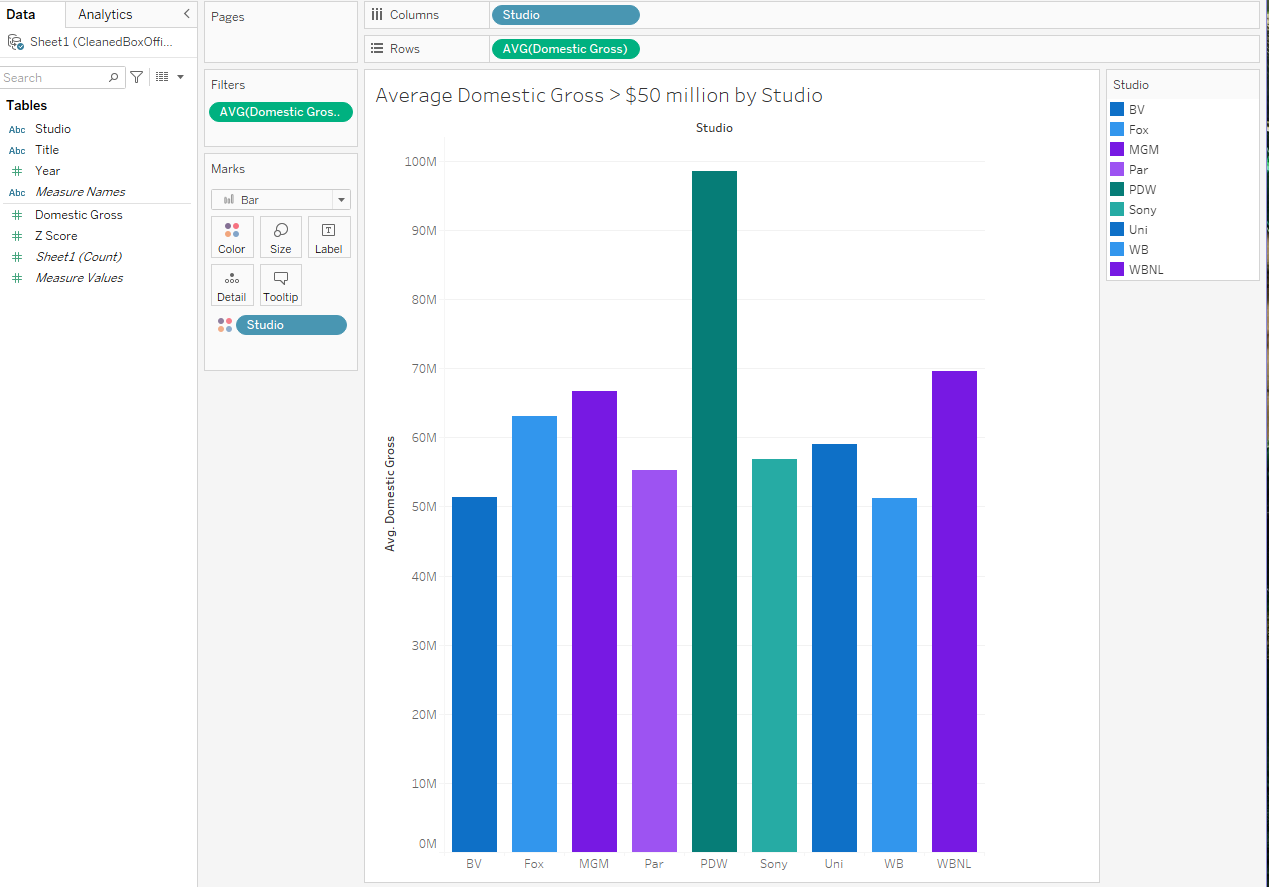 Data
Analytics
Sheet1 (CleanedBoxOffi...
Search
Tables
Abc Studio
Abc Title
# Year
Abc Measure Names
# Domestic Gross
# Z Score
# Sheet1 (Count)
# Measure Values
Pages
Filters
AVG(Domestic Gros..
Marks
Bar
Color Size Label
Detail Tooltip
Studio
Columns Studio
Rows AVG(Domestic Gross)
Average Domestic Gross > $50 million by Studio
Studio
Avg. Domestic Gross
100M
90M
80M
70M
60M
50M
40M
30M
20M
10M
0M
BV Fox MGM Par PDW Sony Uni WB WBNL
Studio
BV
Fox
MGM
Par
PDW
Sony
Uni
WB
WBNL